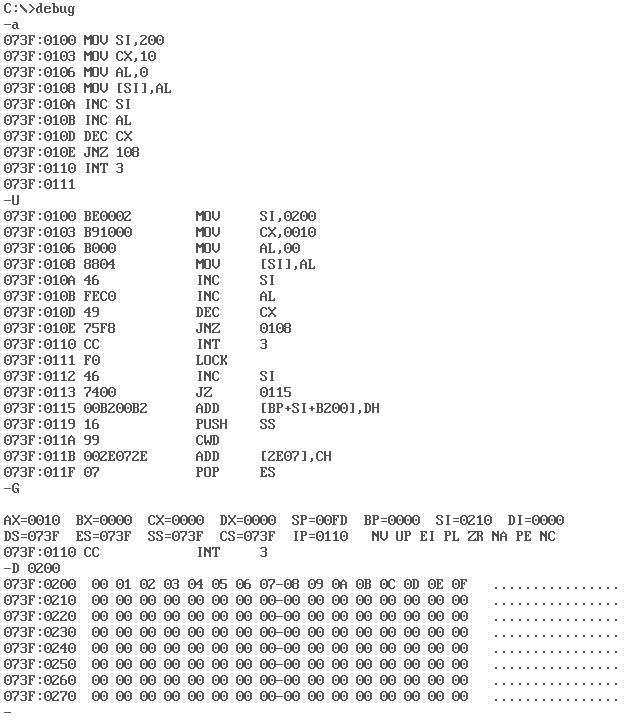 C:\>debug
-a
073F:0100 MOV SI,200
073F:0103 MOV CX,10
073F:0106 MOV AL,0
073F:0108 MOV [SI],AL
073F:010A INC SI
073F:010B INC AL
073F:010D DEC CX
073F:010E JNZ 108
073F:0110 INT 3
073F:0111
-U
073F:0100 BE0002 MOV SI,0200
073F:0103 B91000 MOV CX,0010
073F:0106 B000 MOV AL,00
073F:0108 8804 MOV [SI],AL
073F:010A 46 INC SI
073F:010B FEC0 INC AL
073F:010D 49 DEC CX
073F:010E 75F8 JNZ 0108
073F:0110 CC INT 3
073F:0111 F0 LOCK
073F:0112 46 INC SI
073F:0113 7400 JZ 0115
073F:0115 00B200B2 ADD [BP+SI+B200],DH
073F:0119 16 PUSH SS
073F:011A 99 CWD
073F:011B 002E072E ADD [2E07],CH
073F:011F 07 POP ES
-G
AX=0010 BX=0000 CX=0000 DX=0000 SP=00FD BP=0000 SI=0210 DI=0000
DS=073F ES=073F SS=073F CS=073F IP=0110 NV UP EI PL ZR NA PE NC
073F:0110 CC INT 3
-D 0200
073F:0200 00 01 02 03 04 05 06 07-08 09 0A 0B 0C 0D 0E 0F ................
073F:0210 00 00 00 00 00 00 00 00-00 00 00 00 00 00 00 00 ................
073F:0220 00 00 00 00 00 00 00 00-00 00 00 00 00 00 00 00 ................
073F:0230 00 00 00 00 00 00 00 00-00 00 00 00 00 00 00 00 ................
073F:0240 00 00 00 00 00 00 00 00-00 00 00 00 00 00 00 00 ................
073F:0250 00 00 00 00 00 00 00 00-00 00 00 00 00 00 00 00 ................
073F:0260 00 00 00 00 00 00 00 00-00 00 00 00 00 00 00 00 ................
073F:0270 00 00 00 00 00 00 00 00-00 00 00 00 00 00 00 00 ................
-